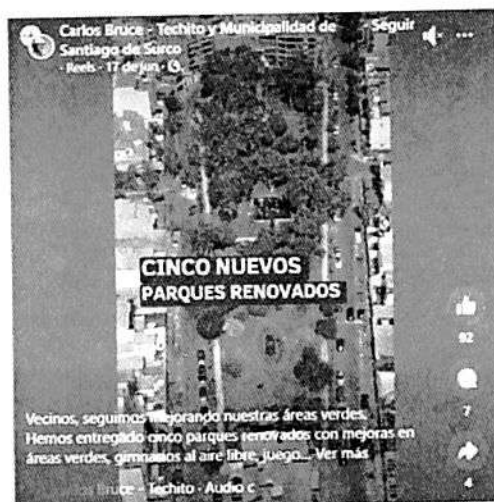 Carlos Bruce - Techito y Municipalidad de · Seguir
Santiago de Surco
· Reels · 17 de jun. ·
CINCO NUEVOS
PARQUES RENOVADOS
92
7
4
Vecinos, seguimos mejorando nuestras áreas verdes.
Hemos entregado cinco parques renovados con mejoras en
áreas verdes, gimnasios al aire libre, juego... Ver más
Carlos Bruce - Techito · Audio